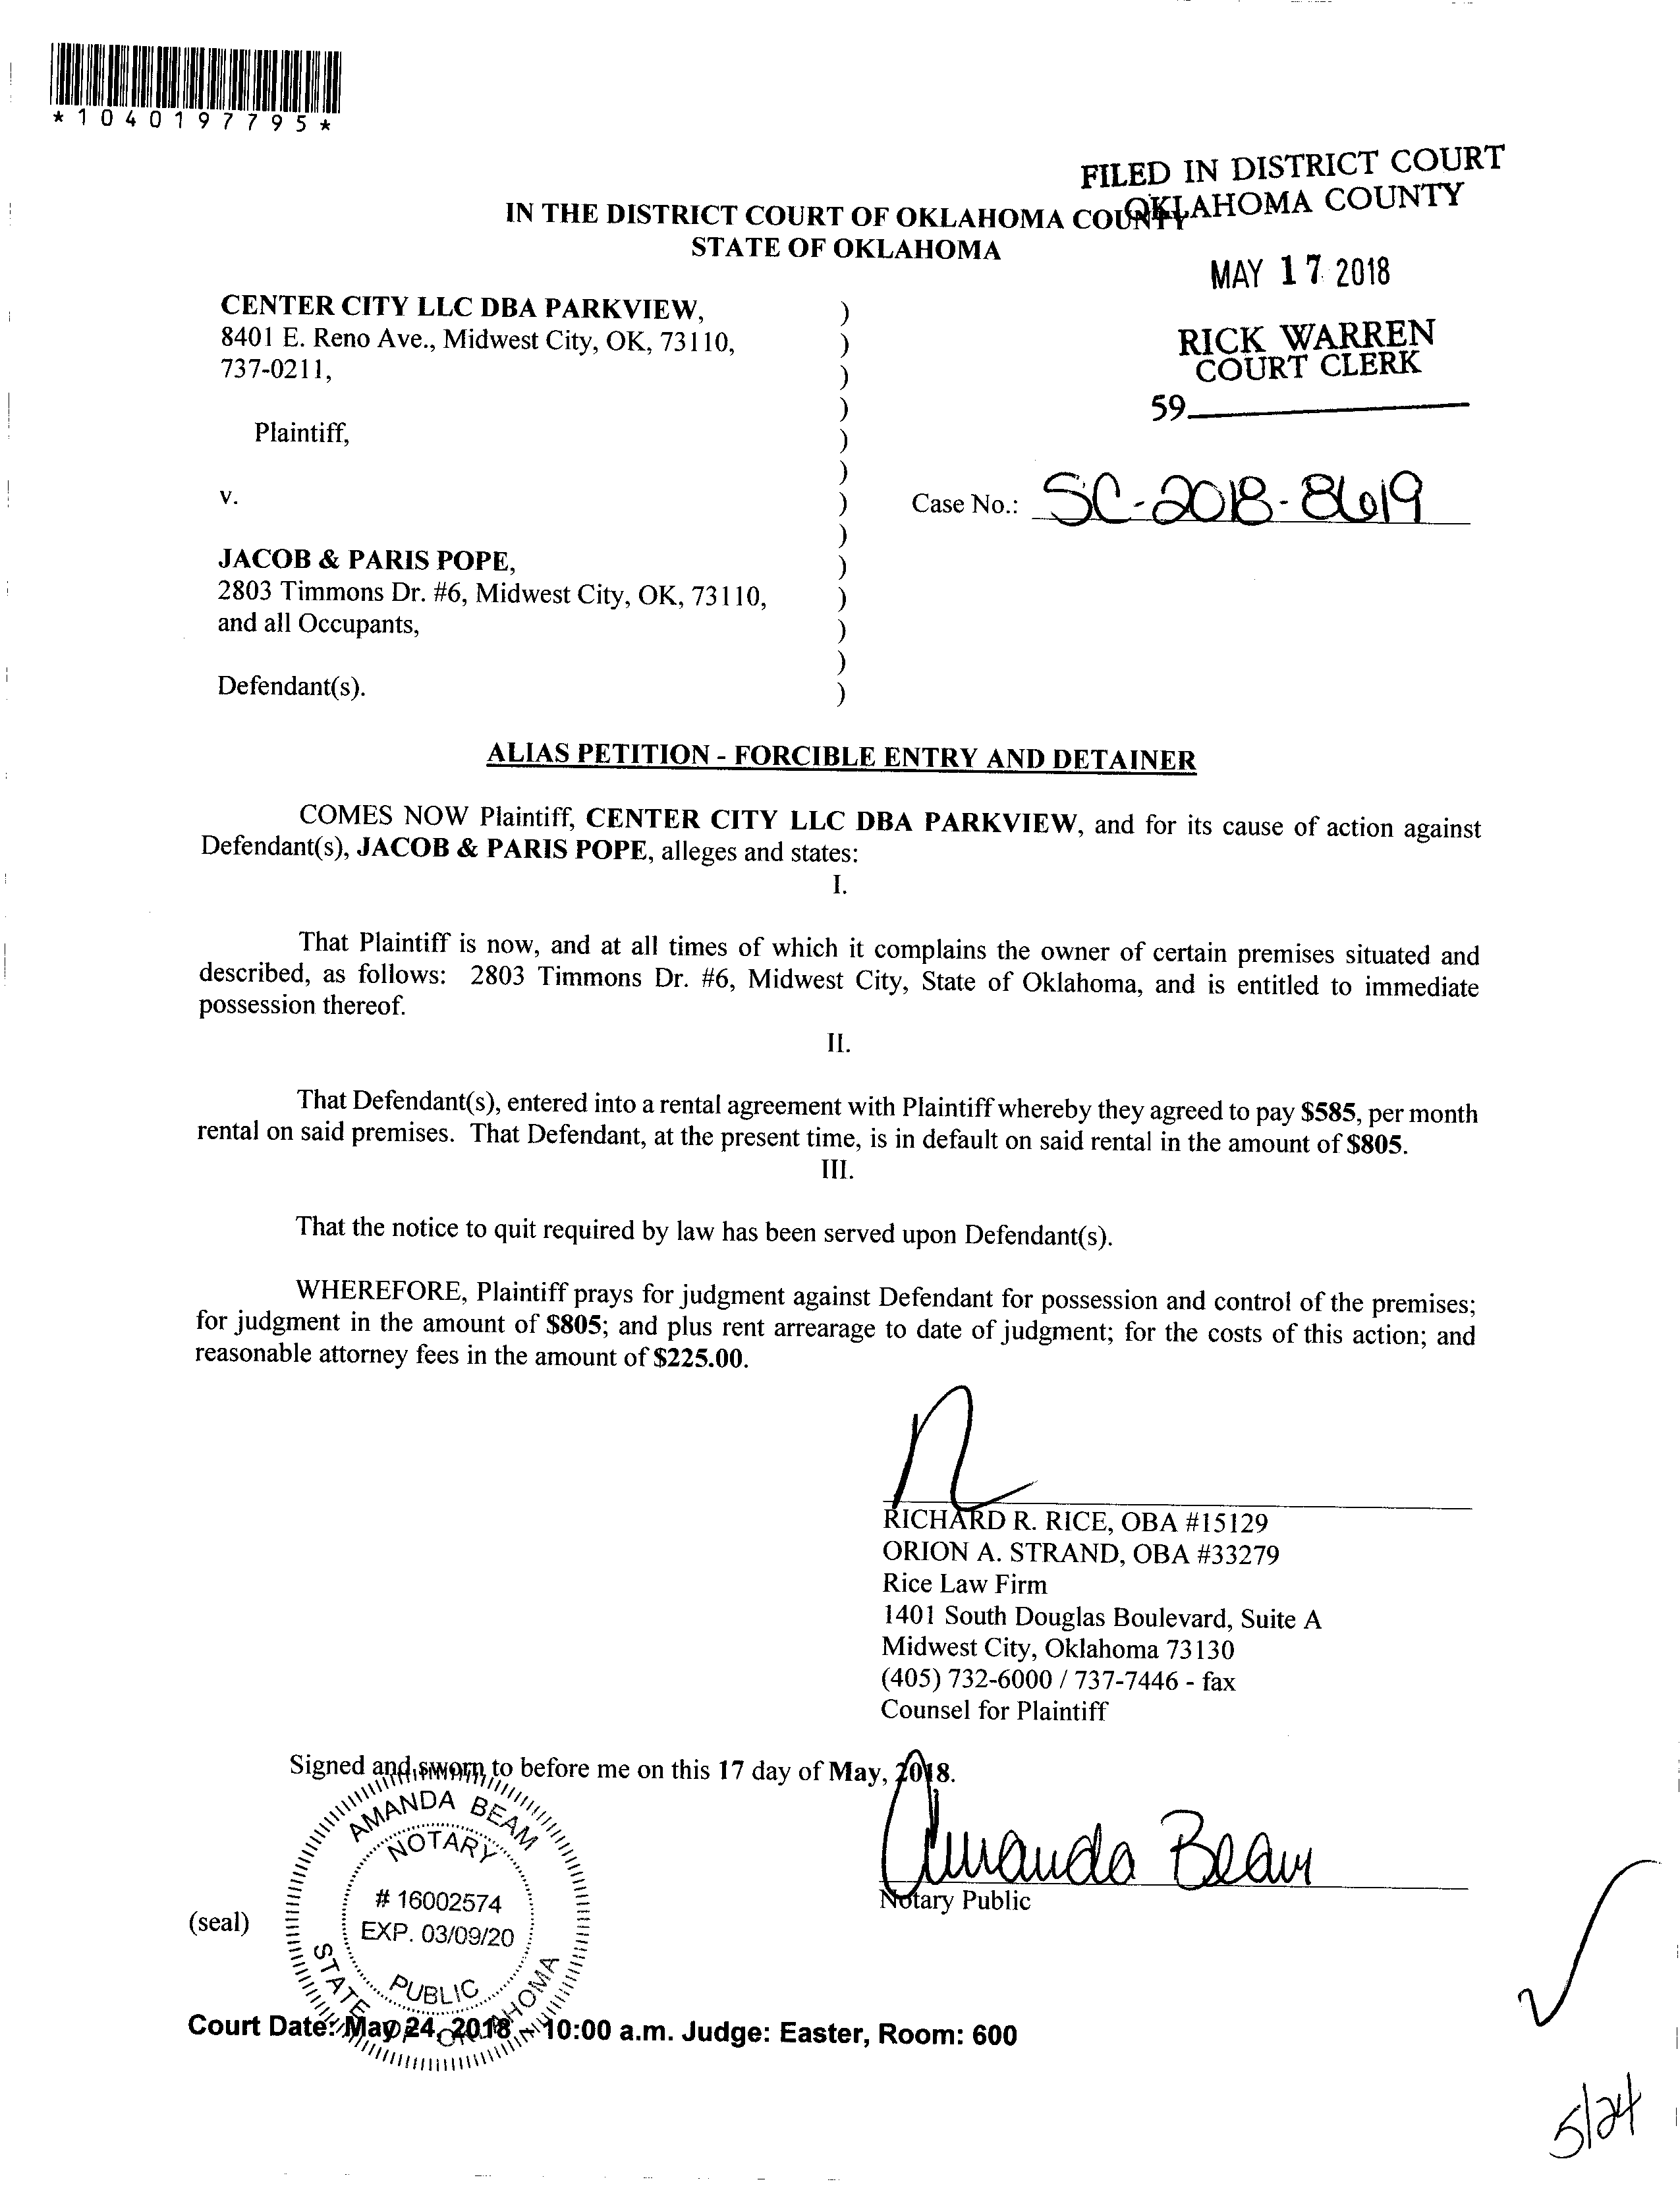 *1040197795*
FILED IN DISTRICT COURT
OKLAHOMA COUNTY
IN THE DISTRICT COURT OF OKLAHOMA COUNTY
STATE OF OKLAHOMA
MAY 17 2018
RICK WARREN
COURT CLERK
59
CENTER CITY LLC DBA PARKVIEW, )
8401 E. Reno Ave., Midwest City, OK, 73110, )
737-0211, )
)
Plaintiff, )
)
v. )
Case No.: SC-2018-8619
)
JACOB & PARIS POPE, )
2803 Timmons Dr. #6, Midwest City, OK, 73110, )
and all Occupants, )
)
Defendant(s). )
ALIAS PETITION - FORCIBLE ENTRY AND DETAINER
COMES NOW Plaintiff, CENTER CITY LLC DBA PARKVIEW, and for its cause of action against
Defendant(s), JACOB & PARIS POPE, alleges and states:
I.
That Plaintiff is now, and at all times of which it complains the owner of certain premises situated and
described, as follows: 2803 Timmons Dr. #6, Midwest City, State of Oklahoma, and is entitled to immediate
possession thereof.
II.
That Defendant(s), entered into a rental agreement with Plaintiff whereby they agreed to pay $585, per month
rental on said premises. That Defendant, at the present time, is in default on said rental in the amount of $805.
III.
That the notice to quit required by law has been served upon Defendant(s).
WHEREFORE, Plaintiff prays for judgment against Defendant for possession and control of the premises;
for judgment in the amount of $805; and plus rent arrearage to date of judgment; for the costs of this action; and
reasonable attorney fees in the amount of $225.00.
RICHARD R. RICE, OBA #15129
ORION A. STRAND, OBA #33279
Rice Law Firm
1401 South Douglas Boulevard, Suite A
Midwest City, Oklahoma 73130
(405) 732-6000 / 737-7446 - fax
Counsel for Plaintiff
Signed and sworn to before me on this 17 day of May, 2018.
Amanda Beam
Notary Public
(seal)
AMANDA BEAM
NOTARY
# 16002574
EXP. 03/09/20
PUBLIC
STATE OF OKLAHOMA
Court Date: May 24, 2018 10:00 a.m. Judge: Easter, Room: 600
5/24